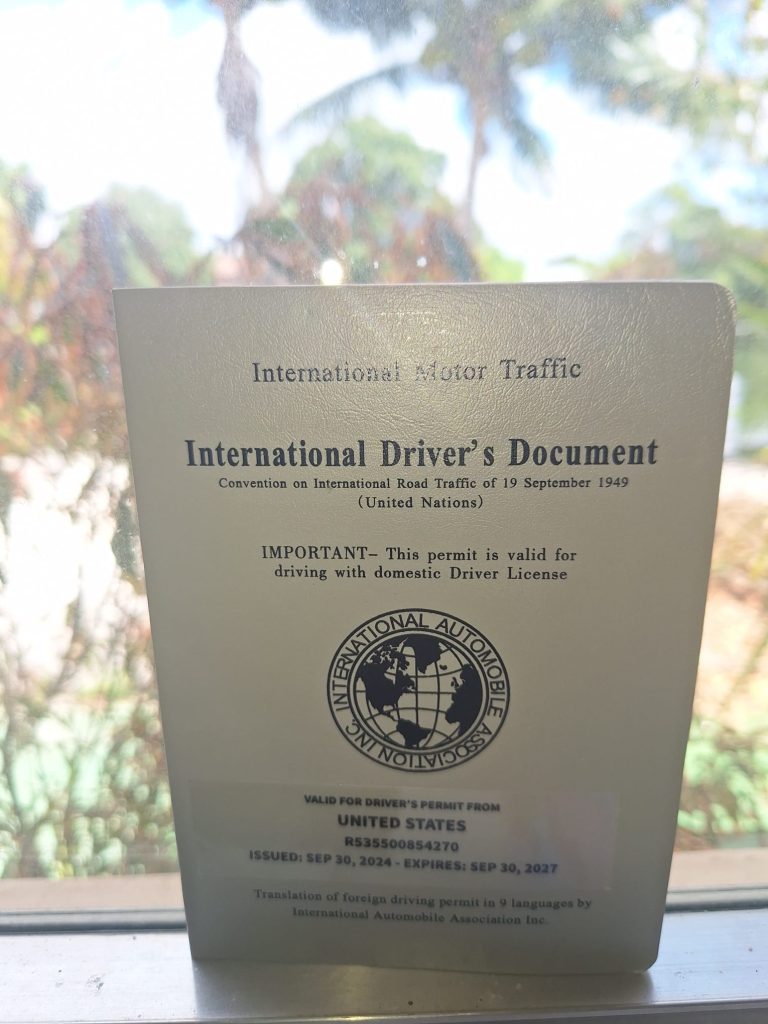 International Motor Traffic
International Driver's Document
Convention on International Road Traffic of 19 September 1949
(United Nations)
IMPORTANT– This permit is valid for
driving with domestic Driver License
INTERNATIONAL AUTOMOBILE ASSOCIATION INC.
VALID FOR DRIVER'S PERMIT FROM
UNITED STATES
R535500854270
ISSUED: SEP 30, 2024 - EXPIRES: SEP 30, 2027
Translation of foreign driving permit in 9 languages by
International Automobile Association Inc.